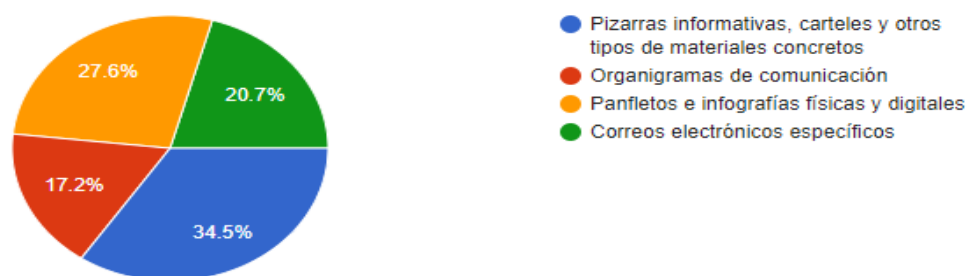 27.6%
20.7%
17.2%
34.5%
Pizarras informativas, carteles y otros
tipos de materiales concretos
Organigramas de comunicación
Panfletos e infografías físicas y digitales
Correos electrónicos específicos